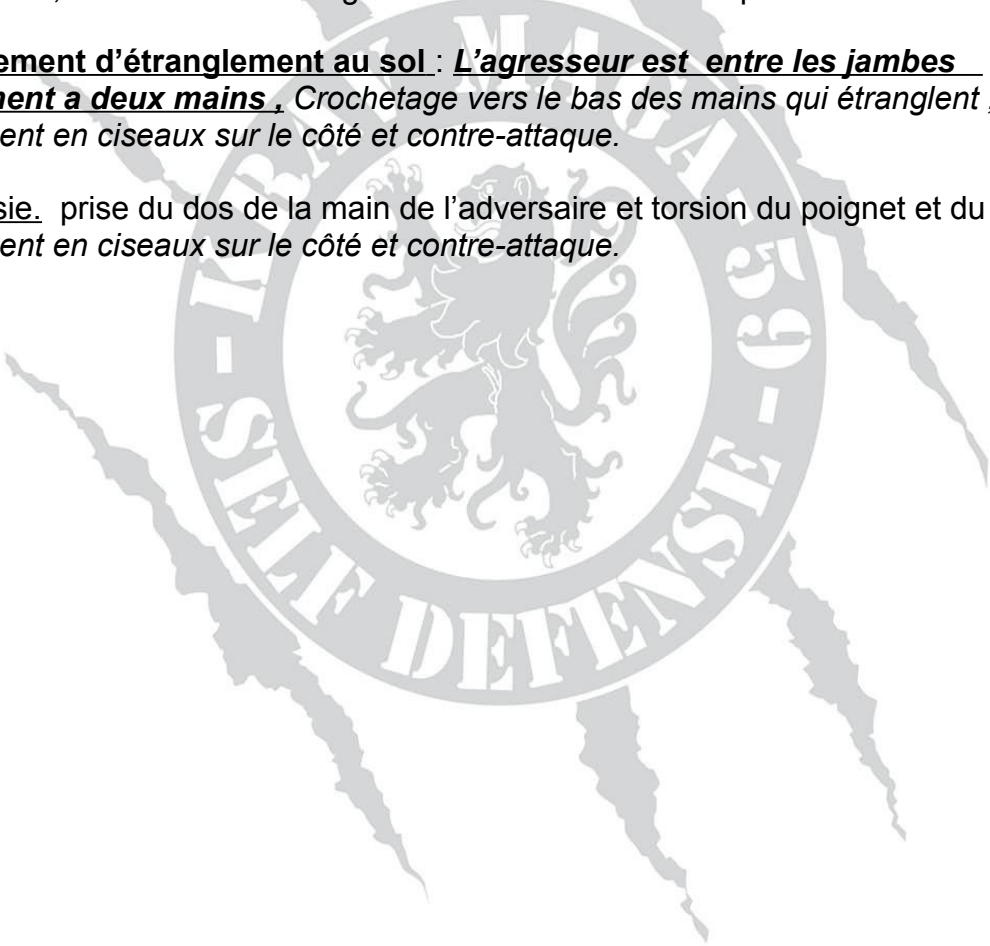 ement d’étranglement au sol : L’agresseur est entre les jambes
nent a deux mains , Crochetage vers le bas des mains qui étranglent ,
ent en ciseaux sur le côté et contre-attaque.
sie. prise du dos de la main de l’adversaire et torsion du poignet et du
ent en ciseaux sur le côté et contre-attaque.
- KRAV MAGA - 59 - SELF DEFENSE